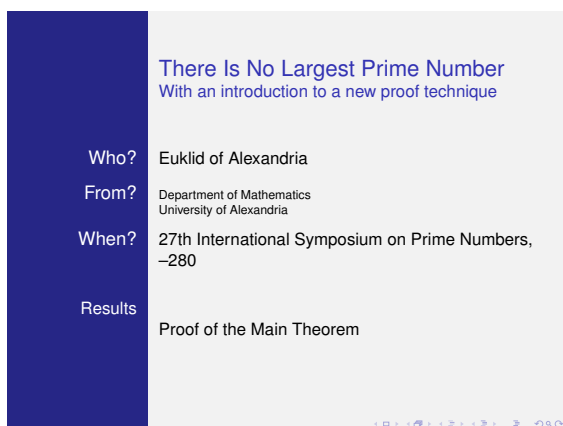 There Is No Largest Prime Number
With an introduction to a new proof technique
Who?
Euklid of Alexandria
From?
Department of Mathematics
University of Alexandria
When?
27th International Symposium on Prime Numbers,
–280
Results
Proof of the Main Theorem